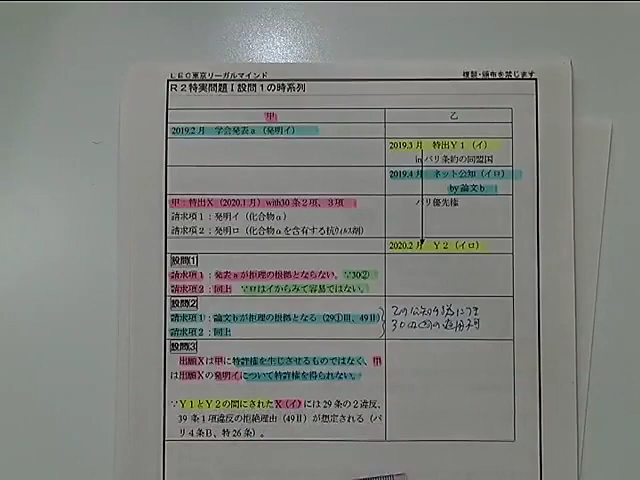 LEC東京リーガルマインド 複製・頒布を禁じます
R2特実問題Ⅰ設問1の時系列
甲 乙
2019.2月 学会発表a(発明イ)
2019.3月 特出Y1(イ)
inパリ条約の同盟国
2019.4月 ネット公知(イロ)
by論文b
甲:特出X(2020.1月)with30条2項、3項 パリ優先権
請求項1:発明イ(化合物α)
請求項2:発明ロ(化合物αを含有する抗ウイルス剤)
2020.2月 Y2(イロ)
設問1
請求項1:発表aが拒理の根拠とならない。∵30②
請求項2:同上 ∵ロはイからみて容易ではない。
設問2
請求項1:論文bが拒理の根拠となる(29①Ⅲ、49Ⅱ)
請求項2:同上
設問3
出願Xは甲に特許権を生じさせるものではなく、甲
は出願Xの発明イについて特許権を得られない。
∵Y1とY2の間にされたX(イ)には29条の2違反、
39条1項違反の拒絶理由(49Ⅱ)が想定される(パ
リ4条B、特26条)。